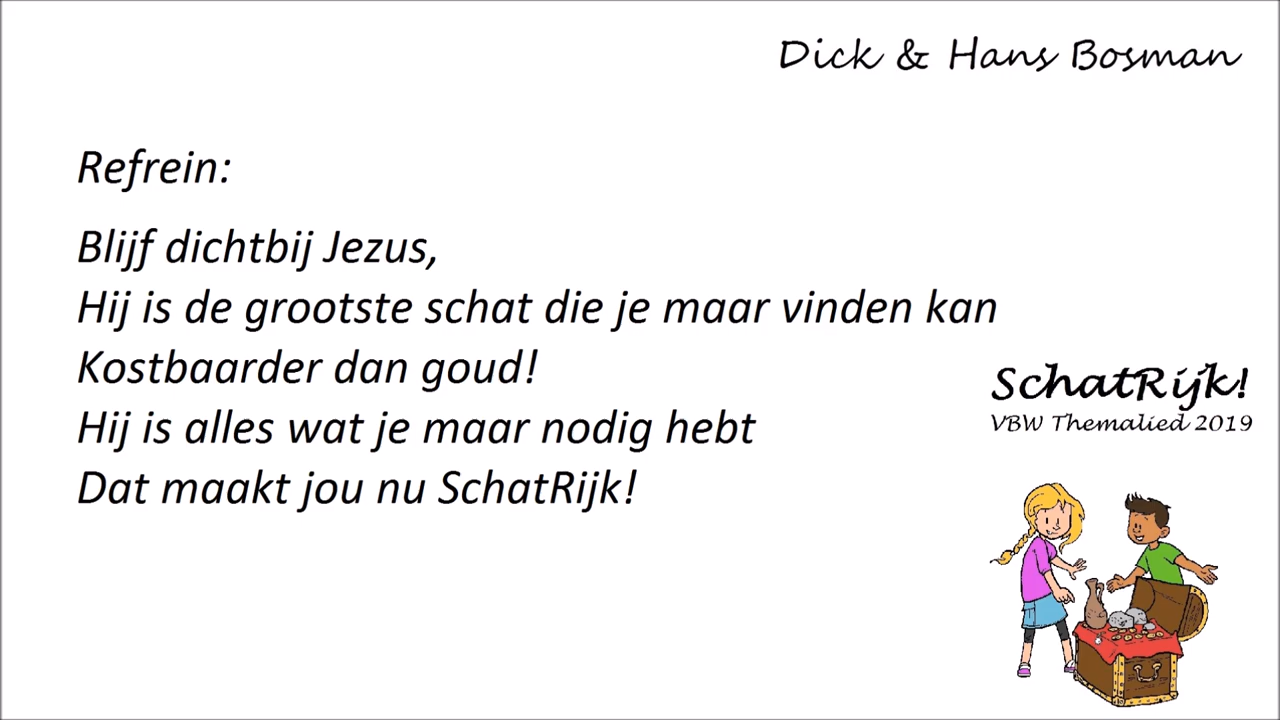 Dick & Hans Bosman
Refrein:
Blijf dichtbij Jezus,
Hij is de grootste schat die je maar vinden kan
Kostbaarder dan goud!
Hij is alles wat je maar nodig hebt
Dat maakt jou nu SchatRijk!
SchatRijk!
VBW Themalied 2019